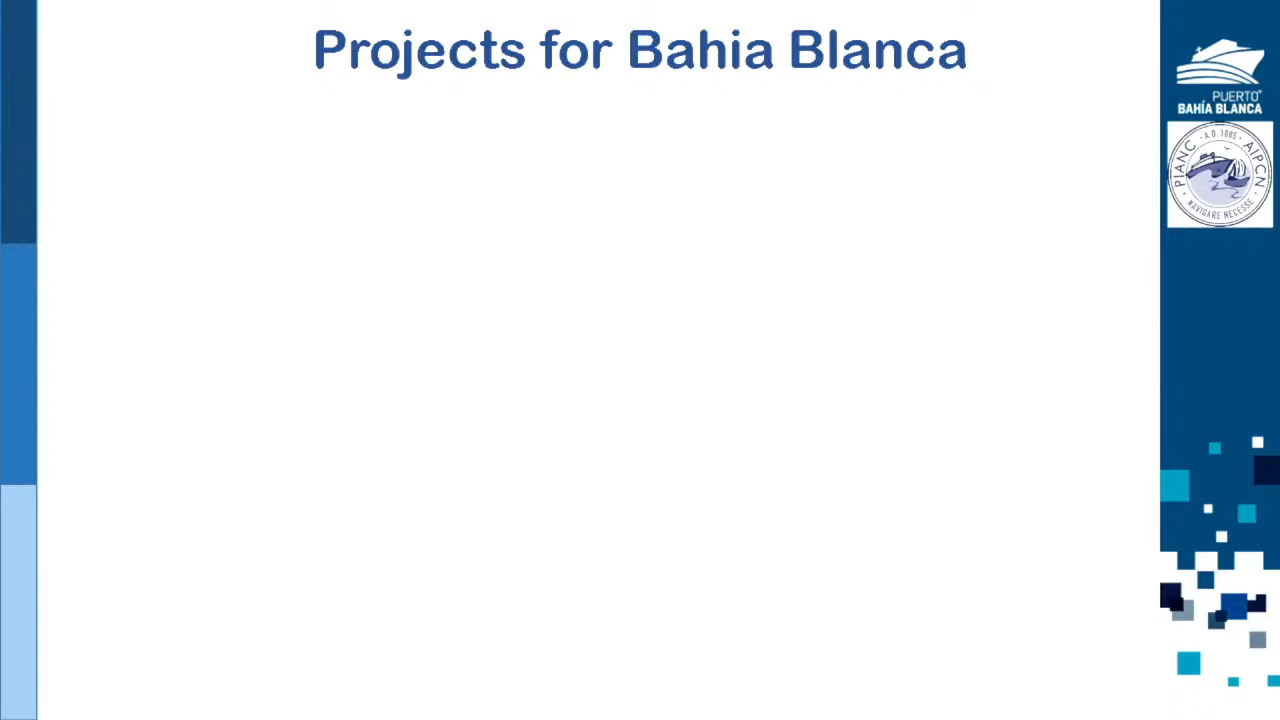 Projects for Bahia Blanca
PUERTO
BAHÍA BLANCA
· A.D. 1885 ·
PIANC
AIPCN
· NAVIGARE NECESSE ·